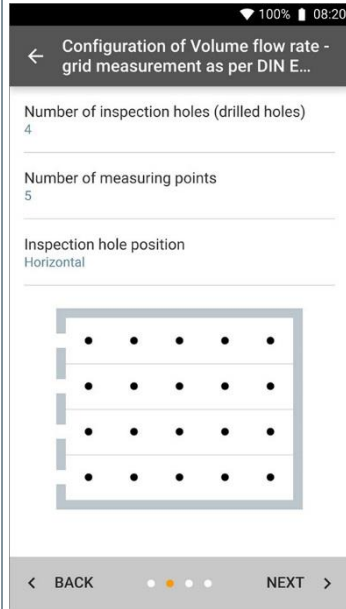 100% 08:20
Configuration of Volume flow rate -
grid measurement as per DIN E...
Number of inspection holes (drilled holes)
4
Number of measuring points
5
Inspection hole position
Horizontal
< BACK NEXT >